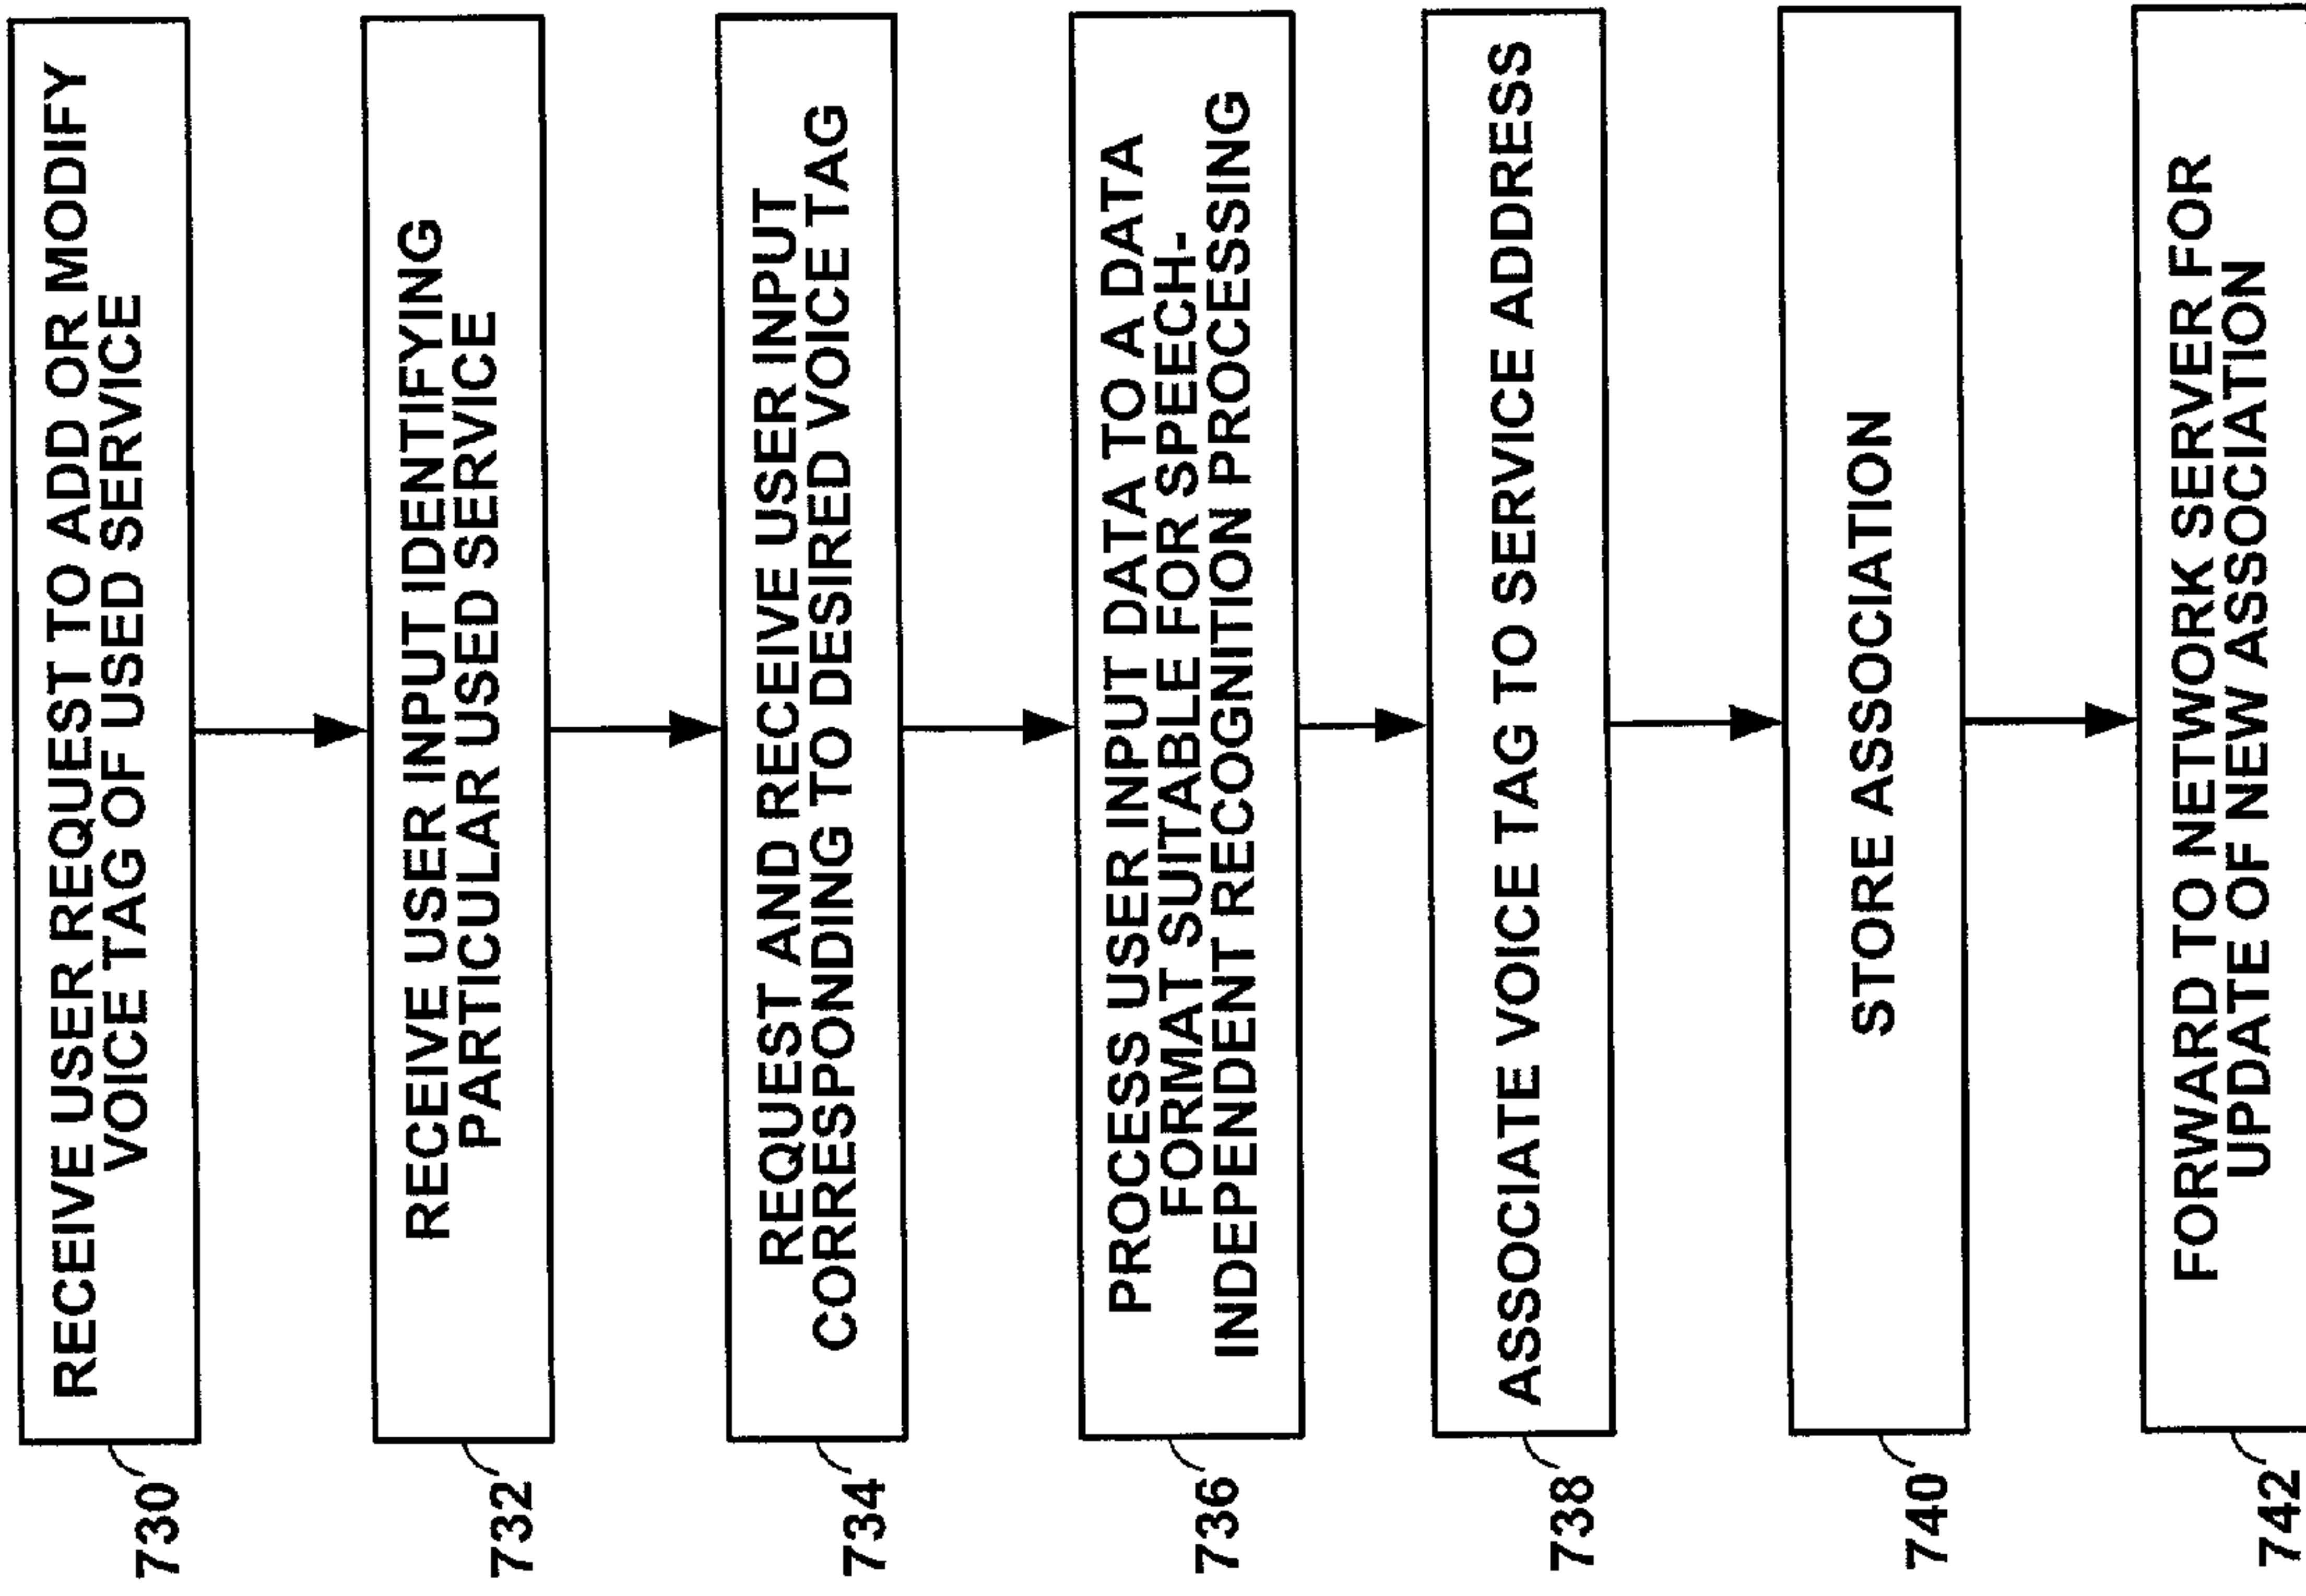 RECEIVE USER REQUEST TO ADD OR MODIFY
VOICE TAG OF USED SERVICE
730
RECEIVE USER INPUT IDENTIFYING
PARTICULAR USED SERVICE
732
REQUEST AND RECEIVE USER INPUT
CORRESPONDING TO DESIRED VOICE TAG
734
PROCESS USER INPUT DATA TO A DATA
FORMAT SUITABLE FOR SPEECH-
INDEPENDENT RECOGNITION PROCESSING
736
ASSOCIATE VOICE TAG TO SERVICE ADDRESS
738
STORE ASSOCIATION
740
FORWARD TO NETWORK SERVER FOR
UPDATE OF NEW ASSOCIATION
742